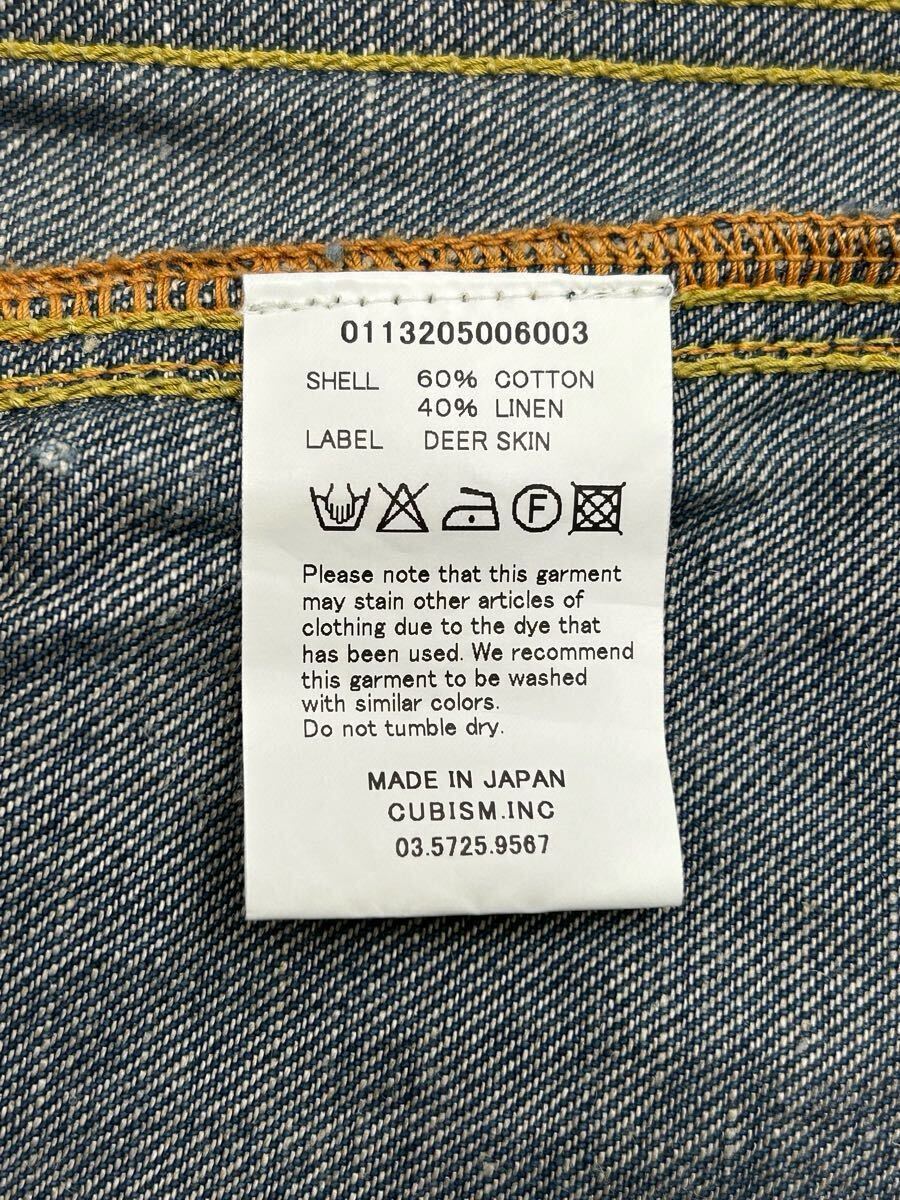 0113205006003
SHELL 60% COTTON
40% LINEN
LABEL DEER SKIN
F
Please note that this garment
may stain other articles of
clothing due to the dye that
has been used. We recommend
this garment to be washed
with similar colors.
Do not tumble dry.
MADE IN JAPAN
CUBISM.INC
03.5725.9567